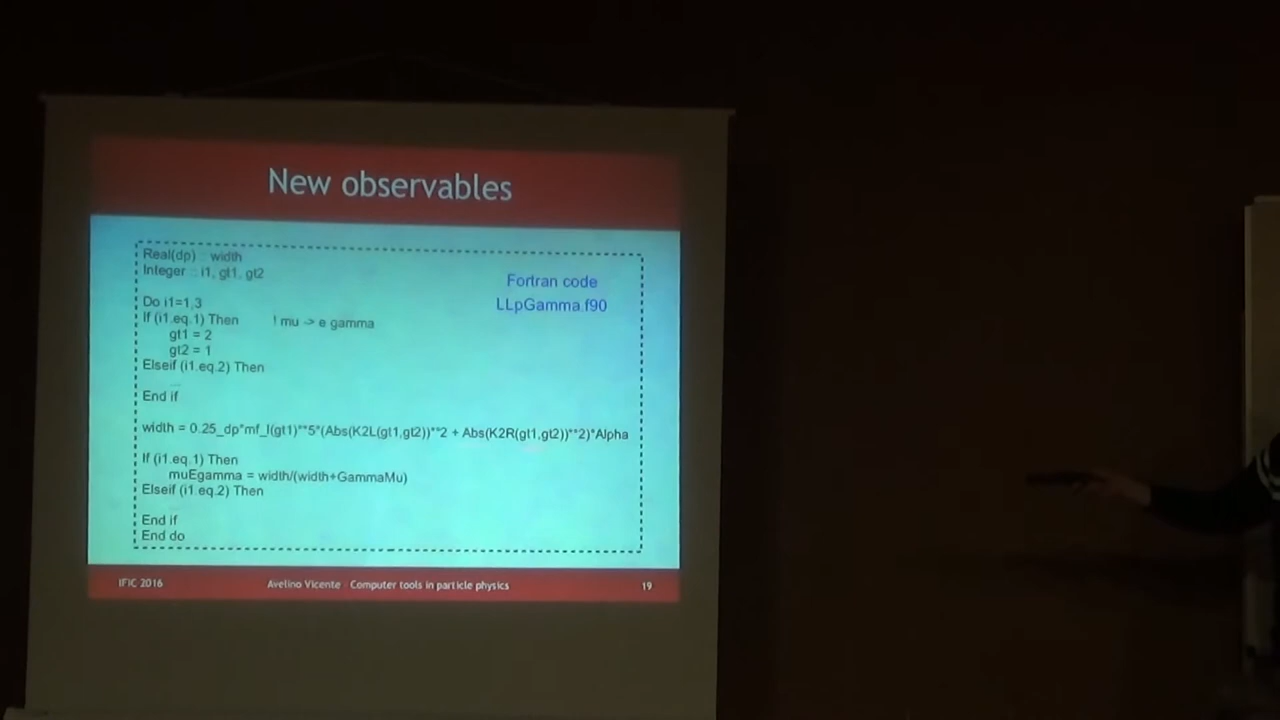 New observables
Real(dp) :: width
Integer :: i1, gt1, gt2
Fortran code
LLpGamma.f90
Do i1=1,3
If (i1.eq.1) Then ! mu -> e gamma
gt1 = 2
gt2 = 1
Elseif (i1.eq.2) Then
...
End if
width = 0.25_dp*mf_l(gt1)**5*(Abs(K2L(gt1,gt2))**2 + Abs(K2R(gt1,gt2))**2)*Alpha
If (i1.eq.1) Then
muEgamma = width/(width+GammaMu)
Elseif (i1.eq.2) Then
...
End if
End do
IFIC 2016
Avelino Vicente - Computer tools in particle physics
19